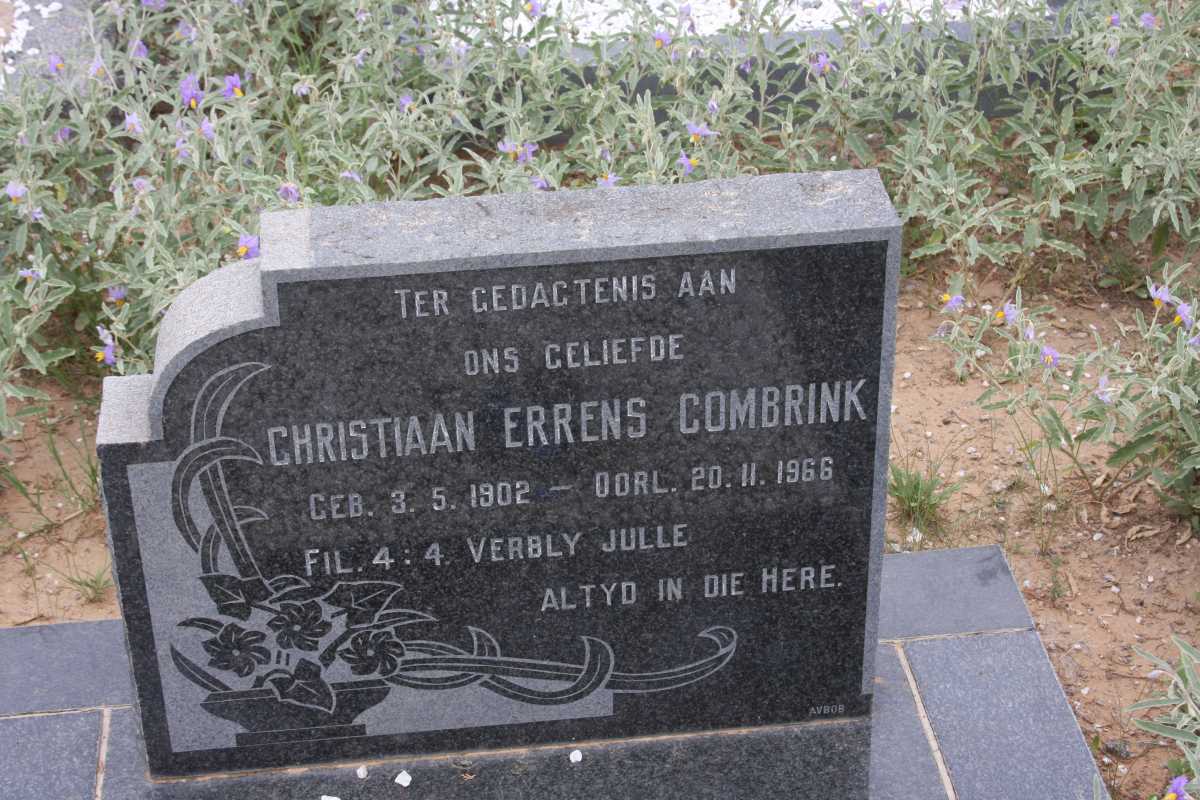 TER GEDAGTENIS AAN
ONS GELIEFDE
CHRISTIAAN ERRENS COMBRINK
GEB. 3. 5. 1902 – OORL. 20. 11. 1966
FIL. 4:4. VERBLY JULLE
ALTYD IN DIE HERE.
AVBOB